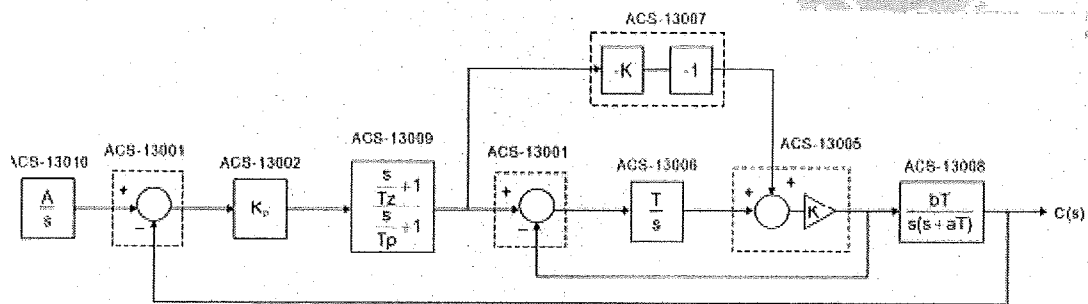 ACS-13007
-K
-1
ACS-13010
ACS-13001
ACS-13002
ACS-13009
ACS-13001
ACS-13006
ACS-13005
ACS-13008
A
s
+
−
Kp
s
Tz
+1
s
Tp
+1
+
−
T
s
+
+
K
bT
s(s+aT)
C(s)